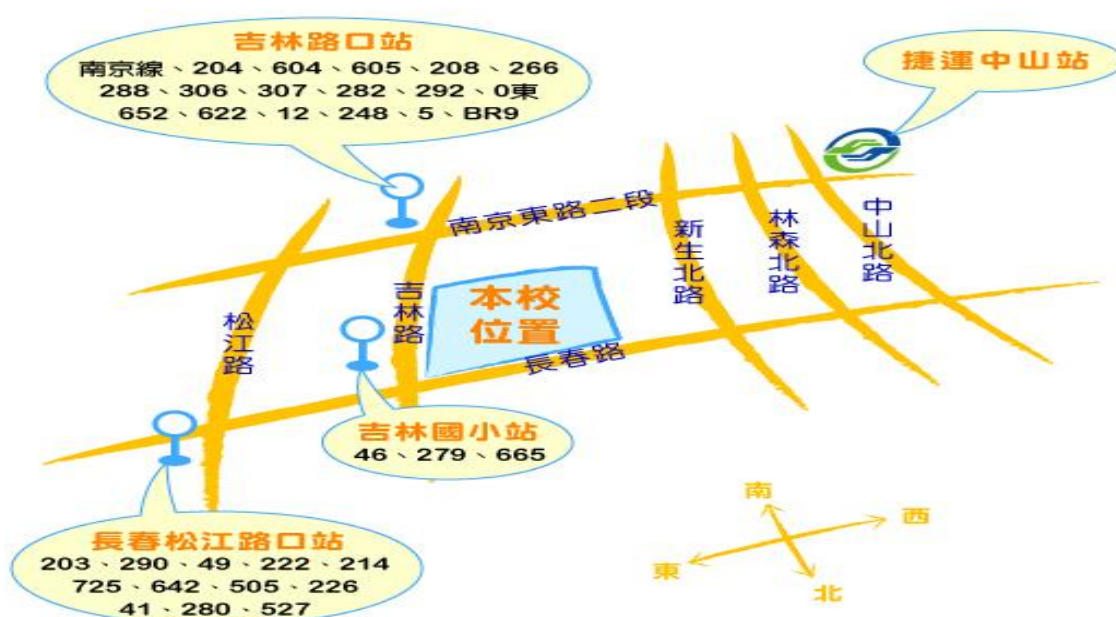 吉林路口站
南京線、204、604、605、208、266
288、306、307、282、292、0東
652、622、12、248、5、BR9
捷運中山站
南京東路二段
新生北路
林森北路
中山北路
松江路
吉林路
本校
位置
長春路
吉林國小站
46、279、665
長春松江路口站
203、290、49、222、214
725、642、505、226
41、280、527
南
西
東
北